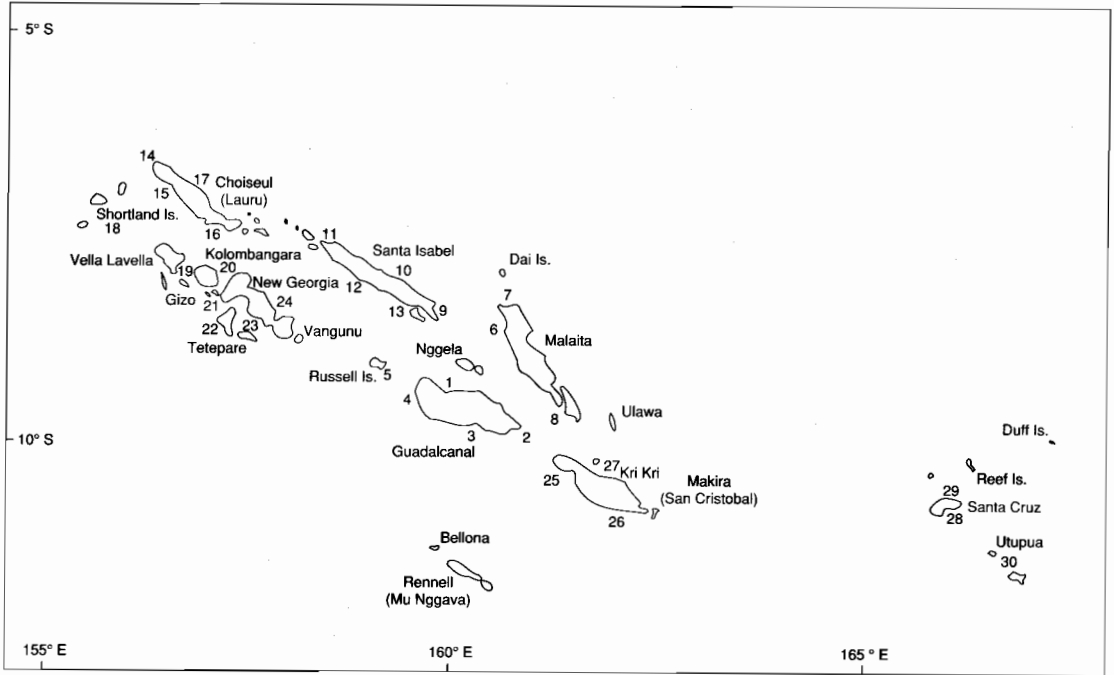 5° S
14
17
Choiseul
(Lauru)
15
Shortland Is.
18
16
11
Vella Lavella
Kolombangara
Santa Isabel
Dai Is.
19
20
10
New Georgia
12
Gizo
21
24
7
13
9
22
23
Vangunu
6
Tetepare
Malaita
Nggela
Russell Is.
5
1
4
8
Ulawa
10° S
3
2
Duff Is.
Guadalcanal
27
Kri Kri
25
Makira
(San Cristobal)
Reef Is.
29
Santa Cruz
28
26
Bellona
Utupua
30
Rennell
(Mu Nggava)
155° E
160° E
165 ° E